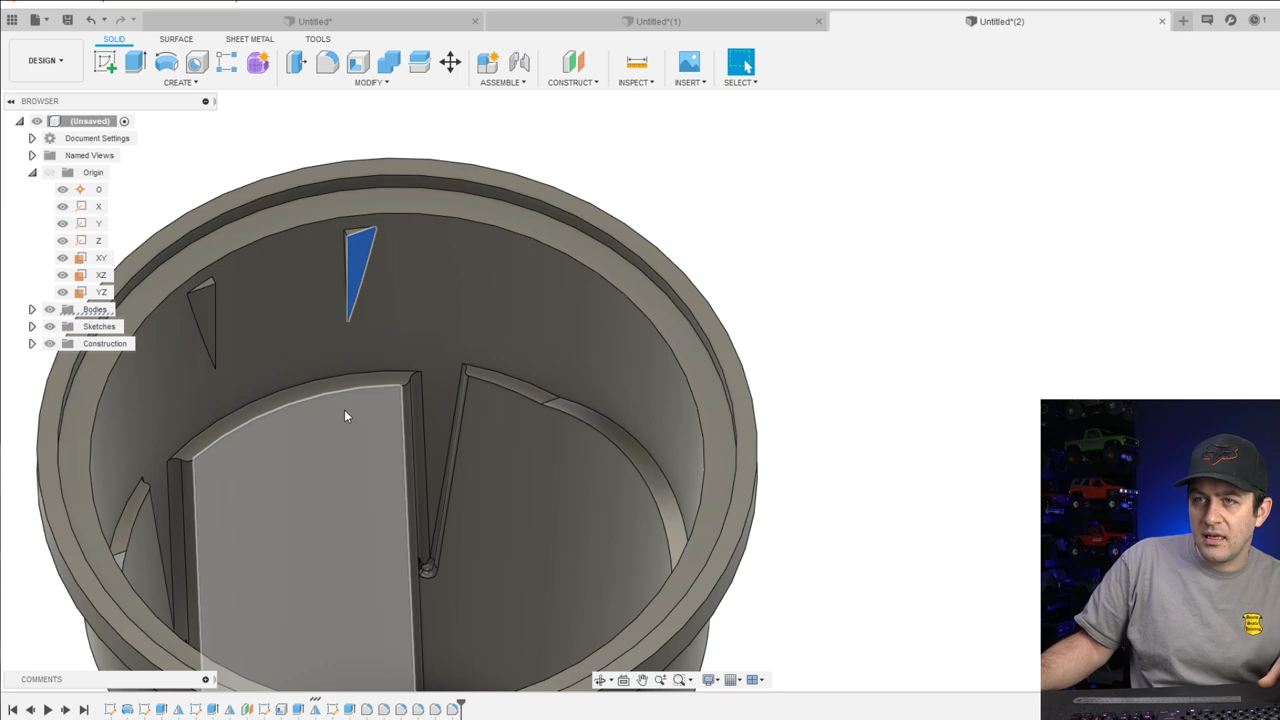 Untitled*
Untitled*(1)
Untitled*(2)
1
SOLID
SURFACE
SHEET METAL
TOOLS
DESIGN
CREATE
MODIFY
ASSEMBLE
CONSTRUCT
INSPECT
INSERT
SELECT
BROWSER
(Unsaved)
Document Settings
Named Views
Origin
O
X
Y
Z
XY
XZ
YZ
Bodies
Sketches
Construction
COMMENTS